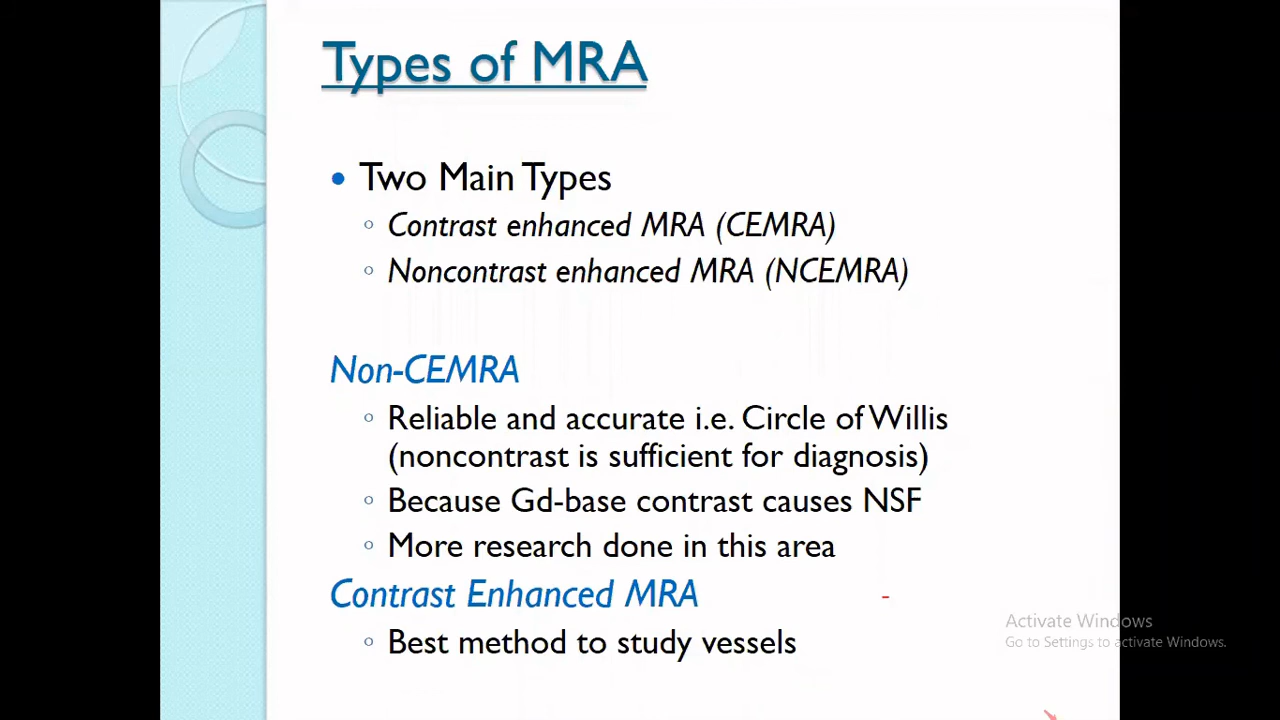 Types of MRA
• Two Main Types
◦ Contrast enhanced MRA (CEMRA)
◦ Noncontrast enhanced MRA (NCEMRA)
Non-CEMRA
◦ Reliable and accurate i.e. Circle of Willis
(noncontrast is sufficient for diagnosis)
◦ Because Gd-base contrast causes NSF
◦ More research done in this area
Contrast Enhanced MRA
◦ Best method to study vessels
Activate Windows
Go to Settings to activate Windows.